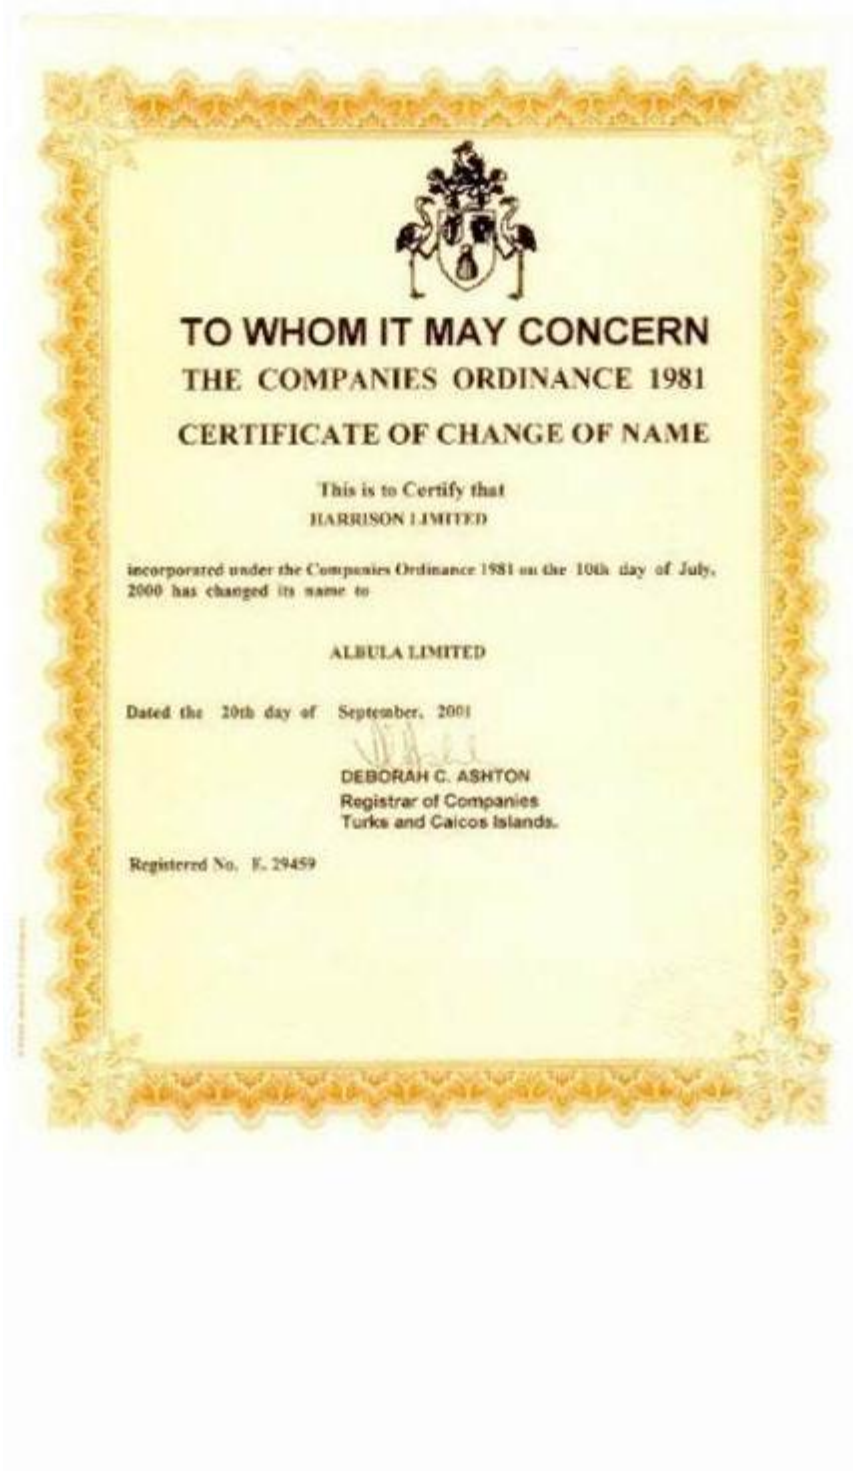 TO WHOM IT MAY CONCERN
THE COMPANIES ORDINANCE 1981
CERTIFICATE OF CHANGE OF NAME
This is to Certify that
HARRISON LIMITED
incorporated under the Companies Ordinance 1981 on the 10th day of July,
2000 has changed its name to
ALBULA LIMITED
Dated the 20th day of September, 2001
DEBORAH C. ASHTON
Registrar of Companies
Turks and Caicos Islands.
Registered No. E. 29459